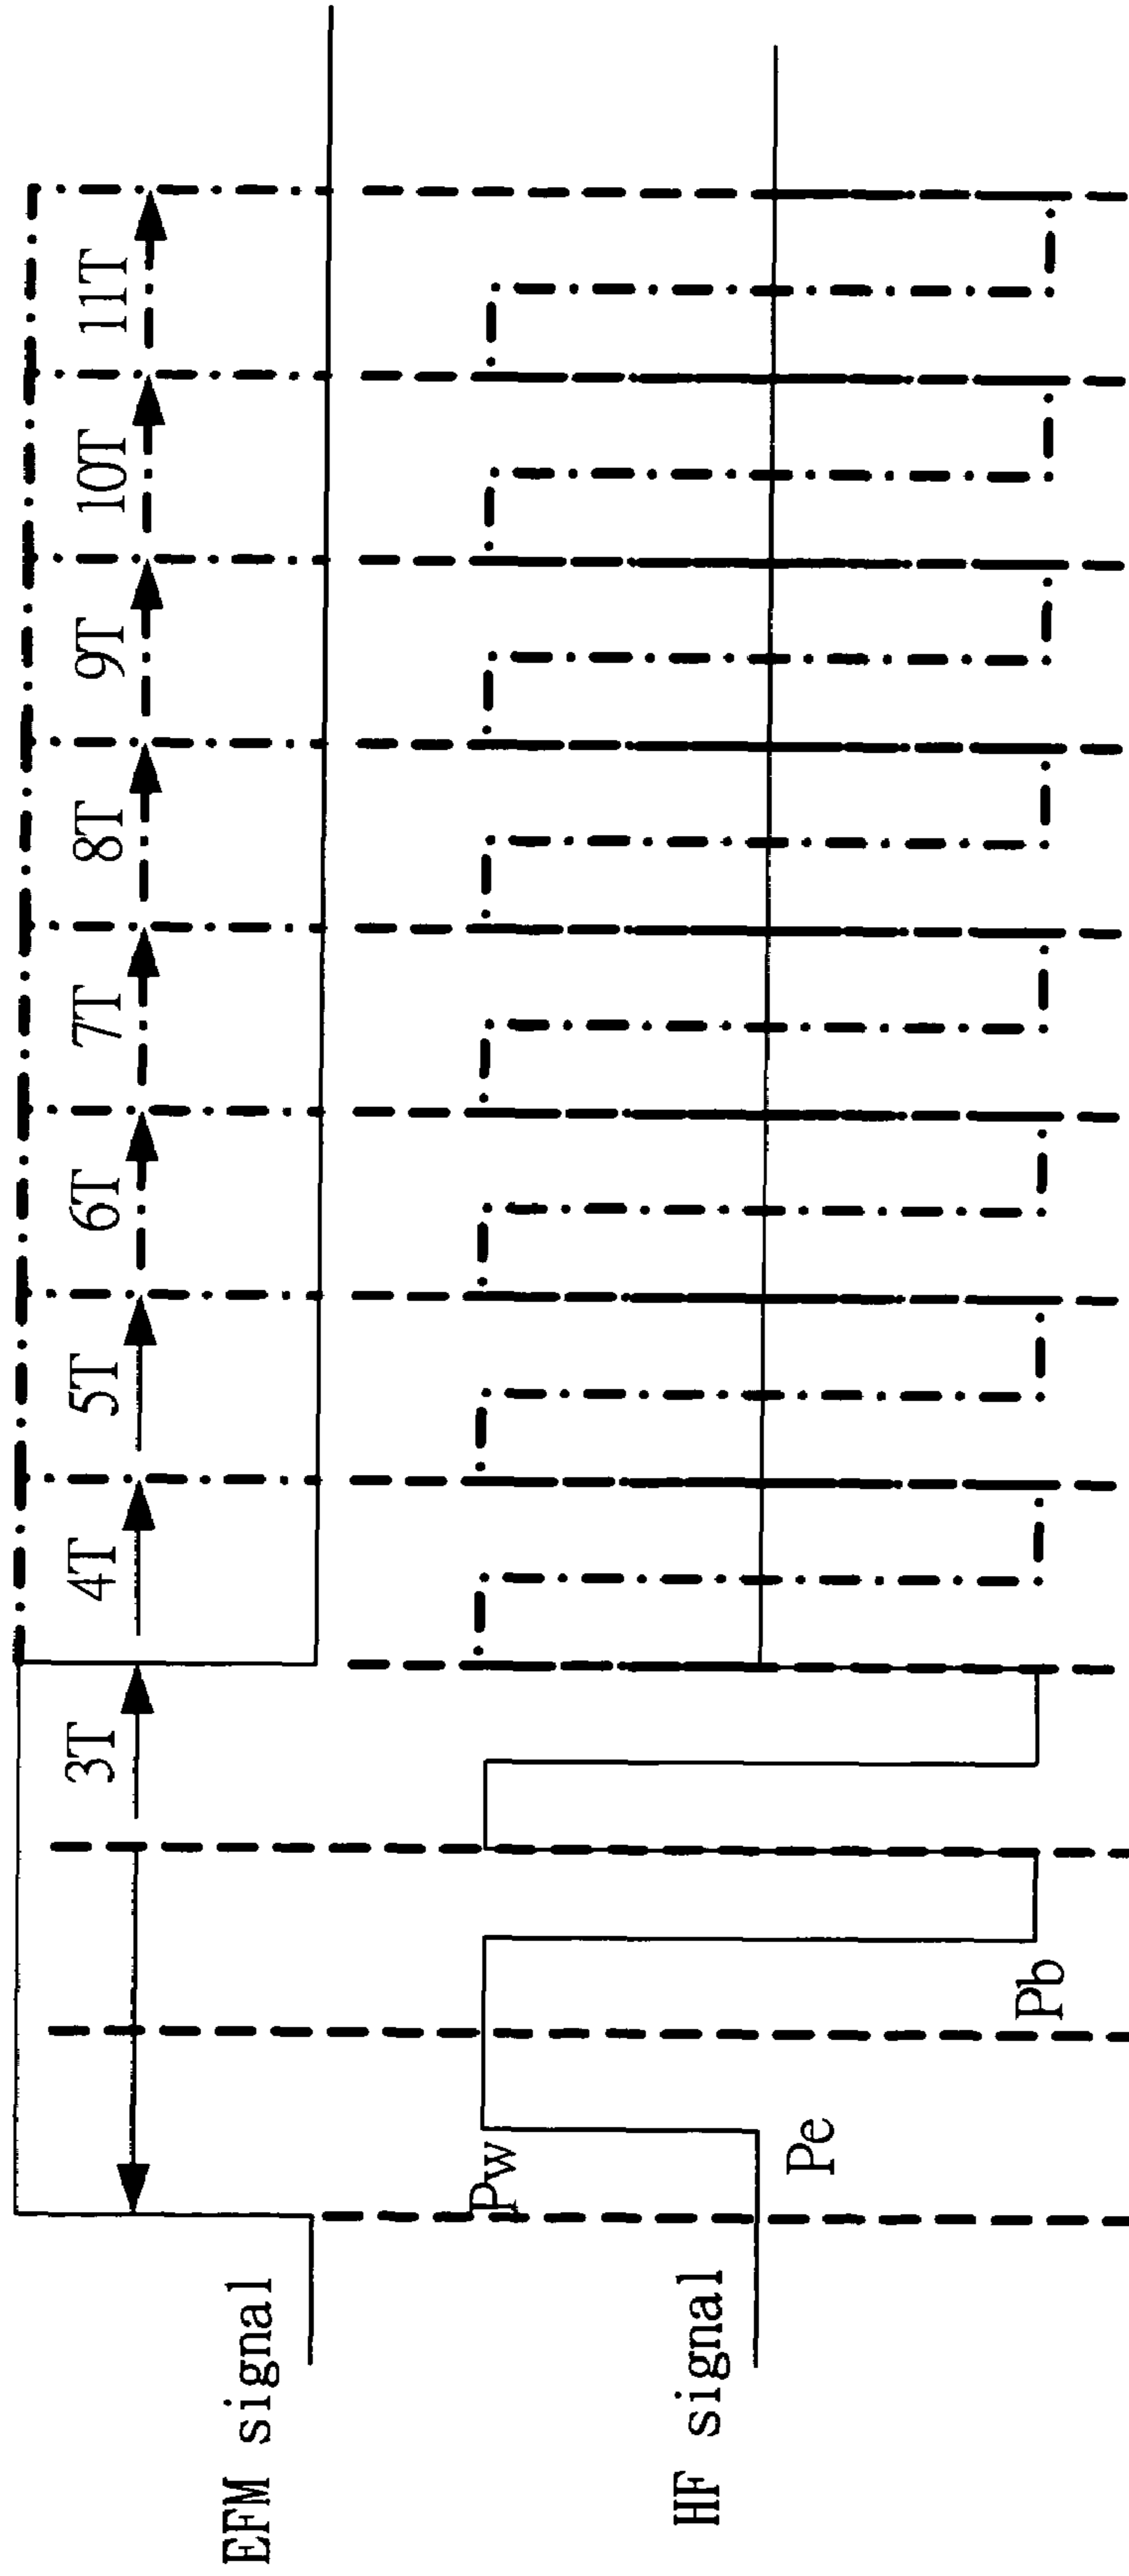 3T
4T
5T
6T
7T
8T
9T
10T
11T
EFM signal
Pw
Pe
Pb
HF signal